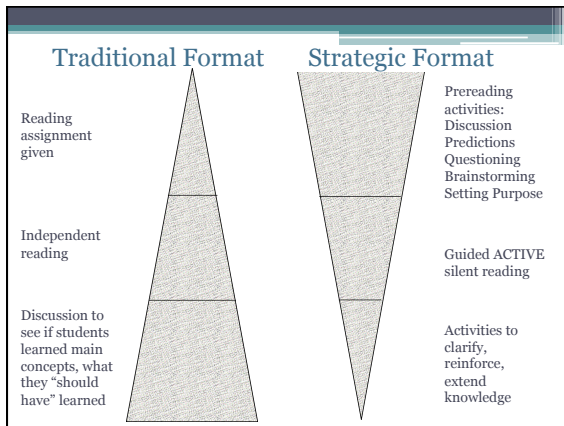 Traditional Format
Strategic Format
Reading
assignment
given
Independent
reading
Discussion to
see if students
learned main
concepts, what
they “should
have” learned
Prereading
activities:
Discussion
Predictions
Questioning
Brainstorming
Setting Purpose
Guided ACTIVE
silent reading
Activities to
clarify,
reinforce,
extend
knowledge